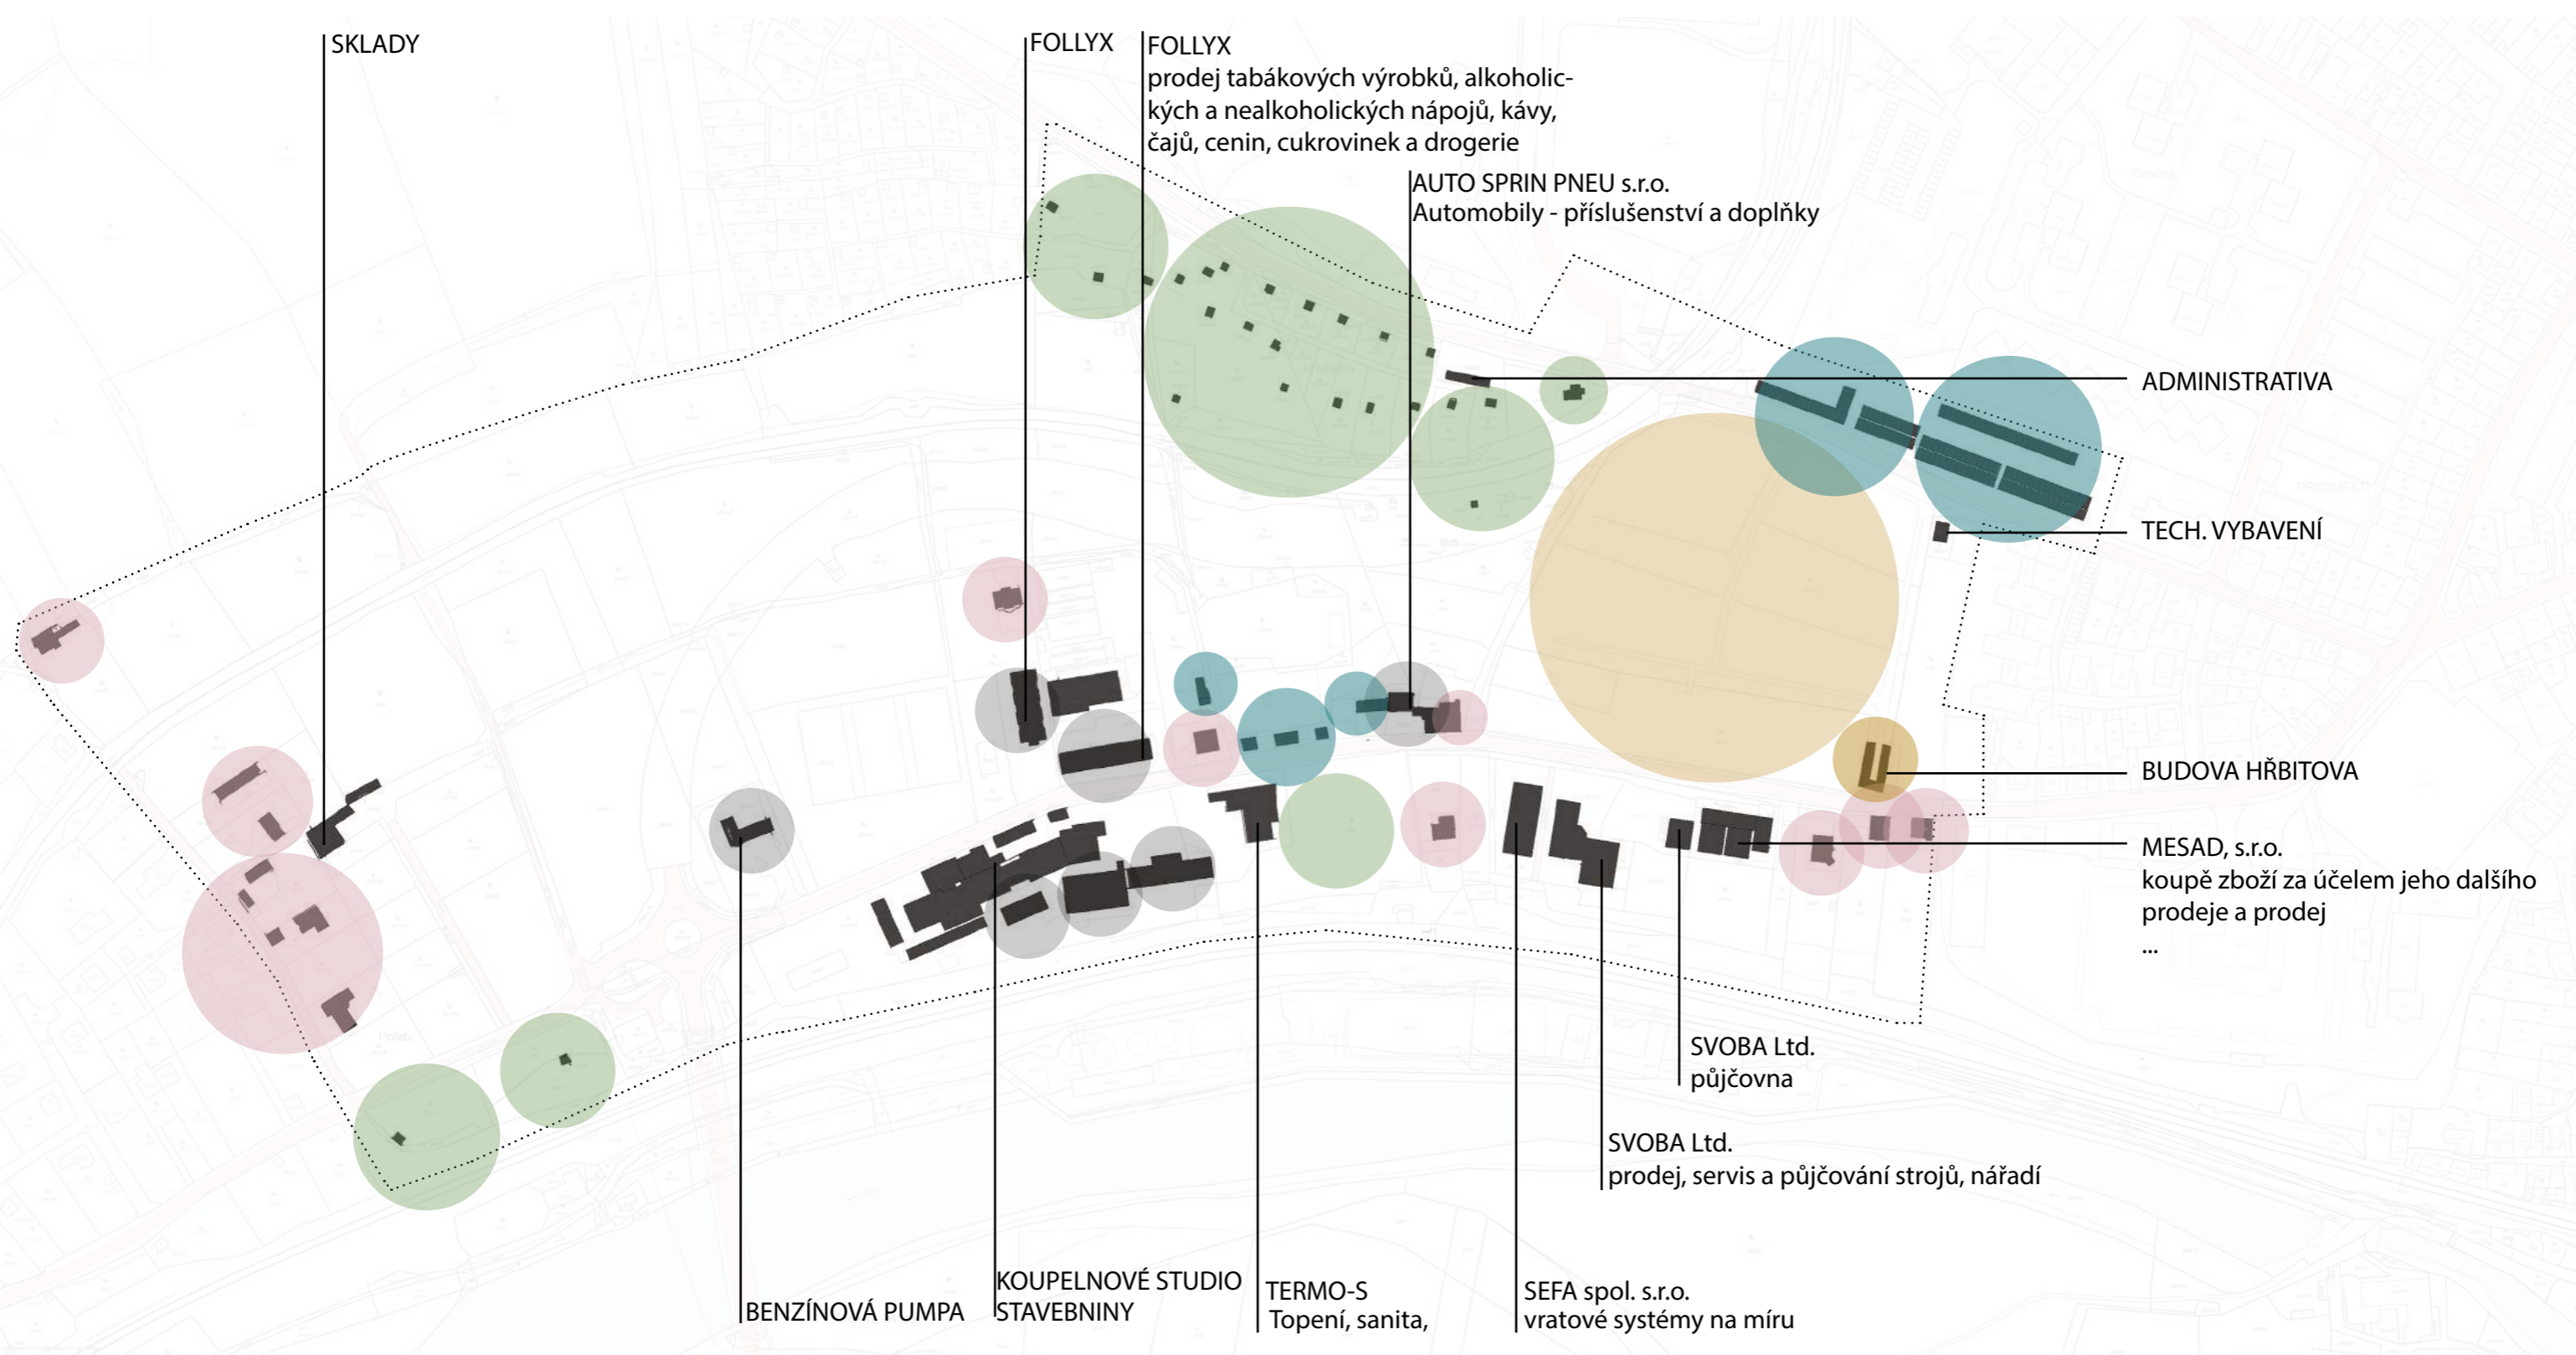 SKLADY
FOLLYX
FOLLYX
prodej tabákových výrobků, alkoholic-
kých a nealkoholických nápojů, kávy,
čajů, cenin, cukrovinek a drogerie
AUTO SPRIN PNEU s.r.o.
Automobily - příslušenství a doplňky
ADMINISTRATIVA
TECH. VYBAVENÍ
BUDOVA HŘBITOVA
MESAD, s.r.o.
koupě zboží za účelem jeho dalšího
prodeje a prodej
...
SVOBA Ltd.
půjčovna
SVOBA Ltd.
prodej, servis a půjčování strojů, nářadí
BENZÍNOVÁ PUMPA
KOUPELNOVÉ STUDIO
STAVEBNINY
TERMO-S
Topení, sanita,
SEFA spol. s.r.o.
vratové systémy na míru